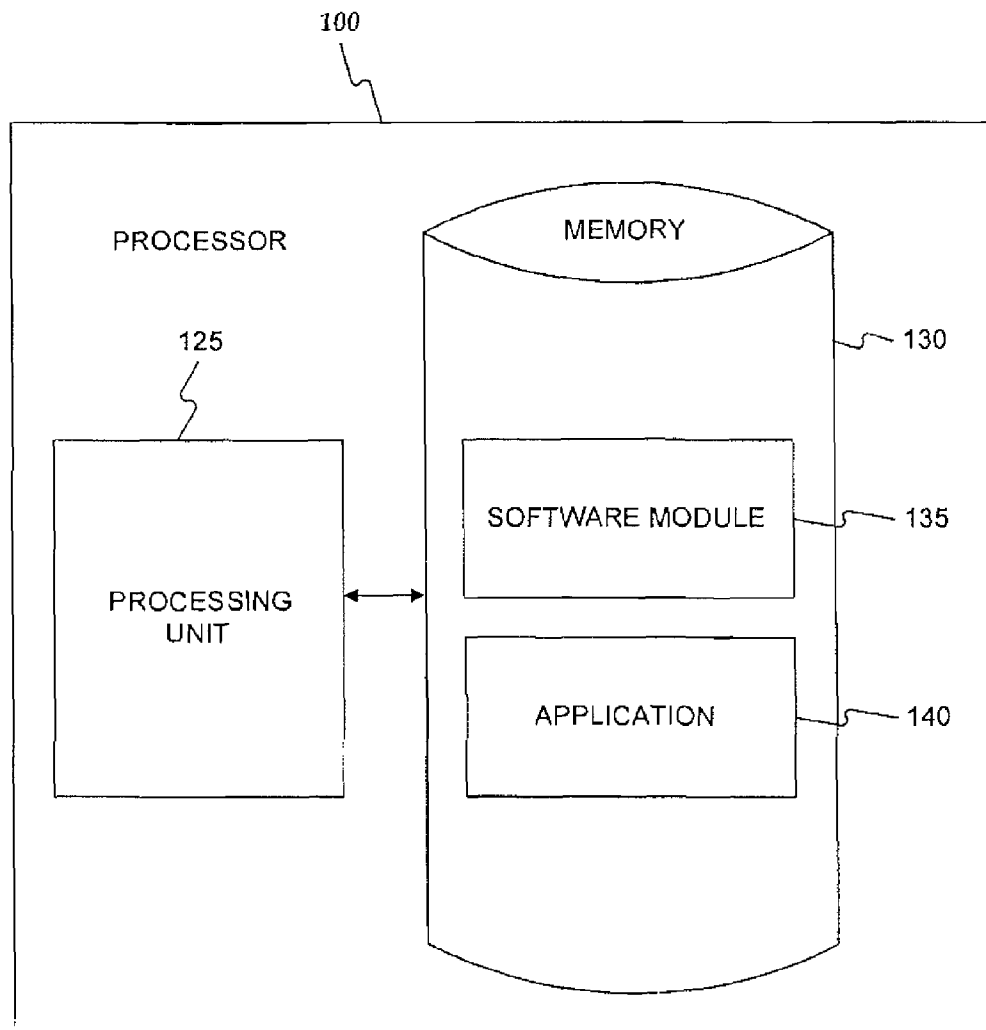 100
PROCESSOR
MEMORY
125
130
SOFTWARE MODULE
135
PROCESSING
UNIT
APPLICATION
140